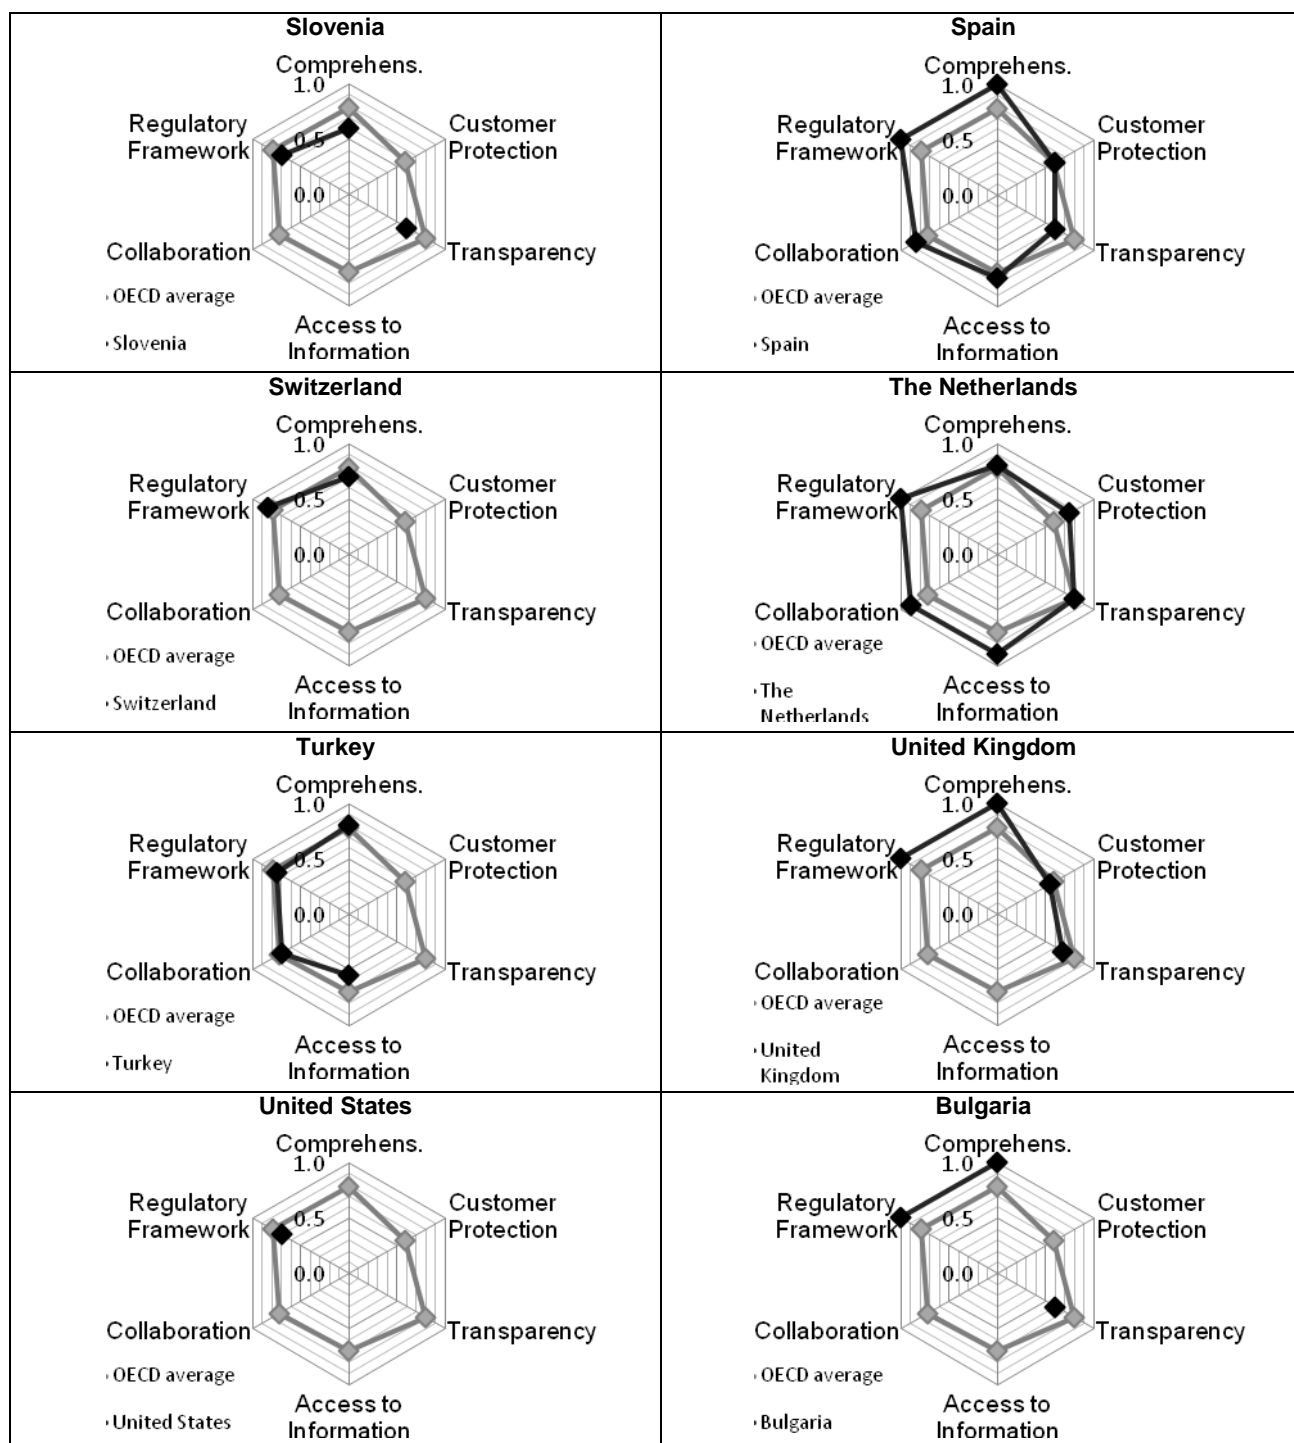 Slovenia
Comprehens.
1.0
Regulatory
Framework
Customer
Protection
0.5
0.0
Collaboration
Transparency
OECD average
Access to
Information
Slovenia
Spain
Comprehens.
1.0
Regulatory
Framework
Customer
Protection
0.5
0.0
Collaboration
Transparency
OECD average
Access to
Information
Spain
Switzerland
Comprehens.
1.0
Regulatory
Framework
Customer
Protection
0.5
0.0
Collaboration
Transparency
OECD average
Access to
Information
Switzerland
The Netherlands
Comprehens.
1.0
Regulatory
Framework
Customer
Protection
0.5
0.0
Collaboration
Transparency
OECD average
Access to
Information
The
Netherlands
Turkey
Comprehens.
1.0
Regulatory
Framework
Customer
Protection
0.5
0.0
Collaboration
Transparency
OECD average
Access to
Information
Turkey
United Kingdom
Comprehens.
1.0
Regulatory
Framework
Customer
Protection
0.5
0.0
Collaboration
Transparency
OECD average
Access to
Information
United
Kingdom
United States
Comprehens.
1.0
Regulatory
Framework
Customer
Protection
0.5
0.0
Collaboration
Transparency
OECD average
Access to
Information
United States
Bulgaria
Comprehens.
1.0
Regulatory
Framework
Customer
Protection
0.5
0.0
Collaboration
Transparency
OECD average
Access to
Information
Bulgaria